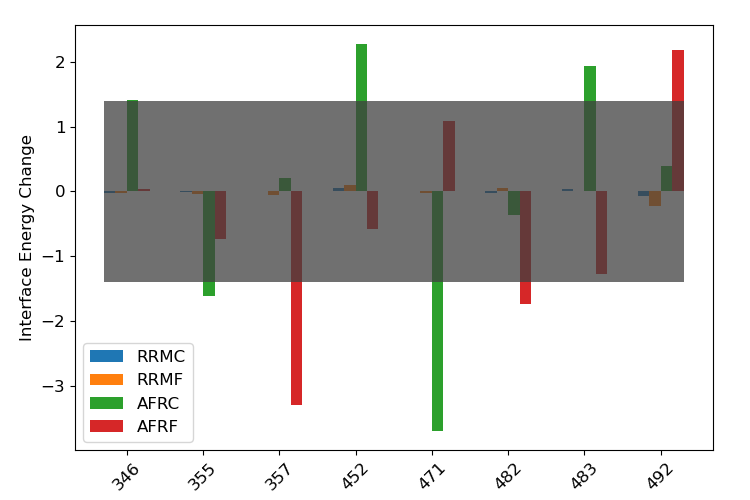 Interface Energy Change
2
1
0
−1
−2
−3
RRMC
RRMF
AFRC
AFRF
346
355
357
452
471
482
483
492